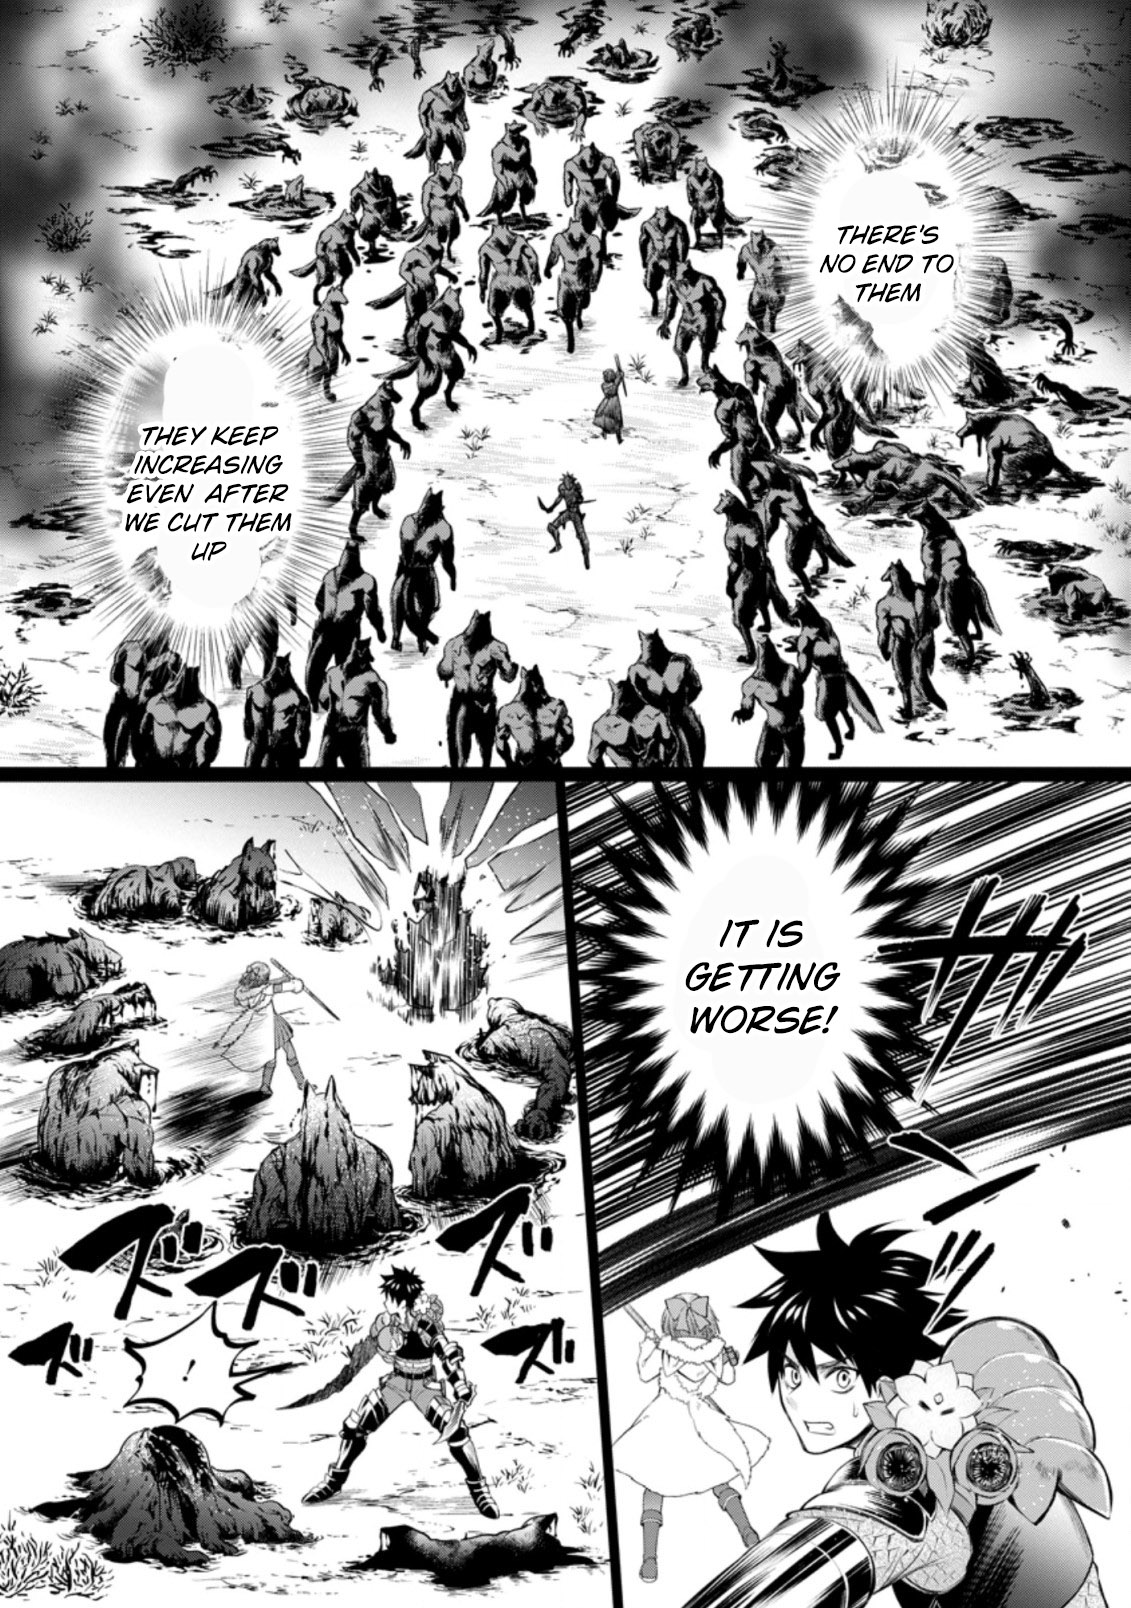 THERE'S
NO END TO
THEM
THEY KEEP
INCREASING
EVEN AFTER
WE CUT THEM
UP
IT IS
GETTING
WORSE!
ズズズ
ズ
ズ
!